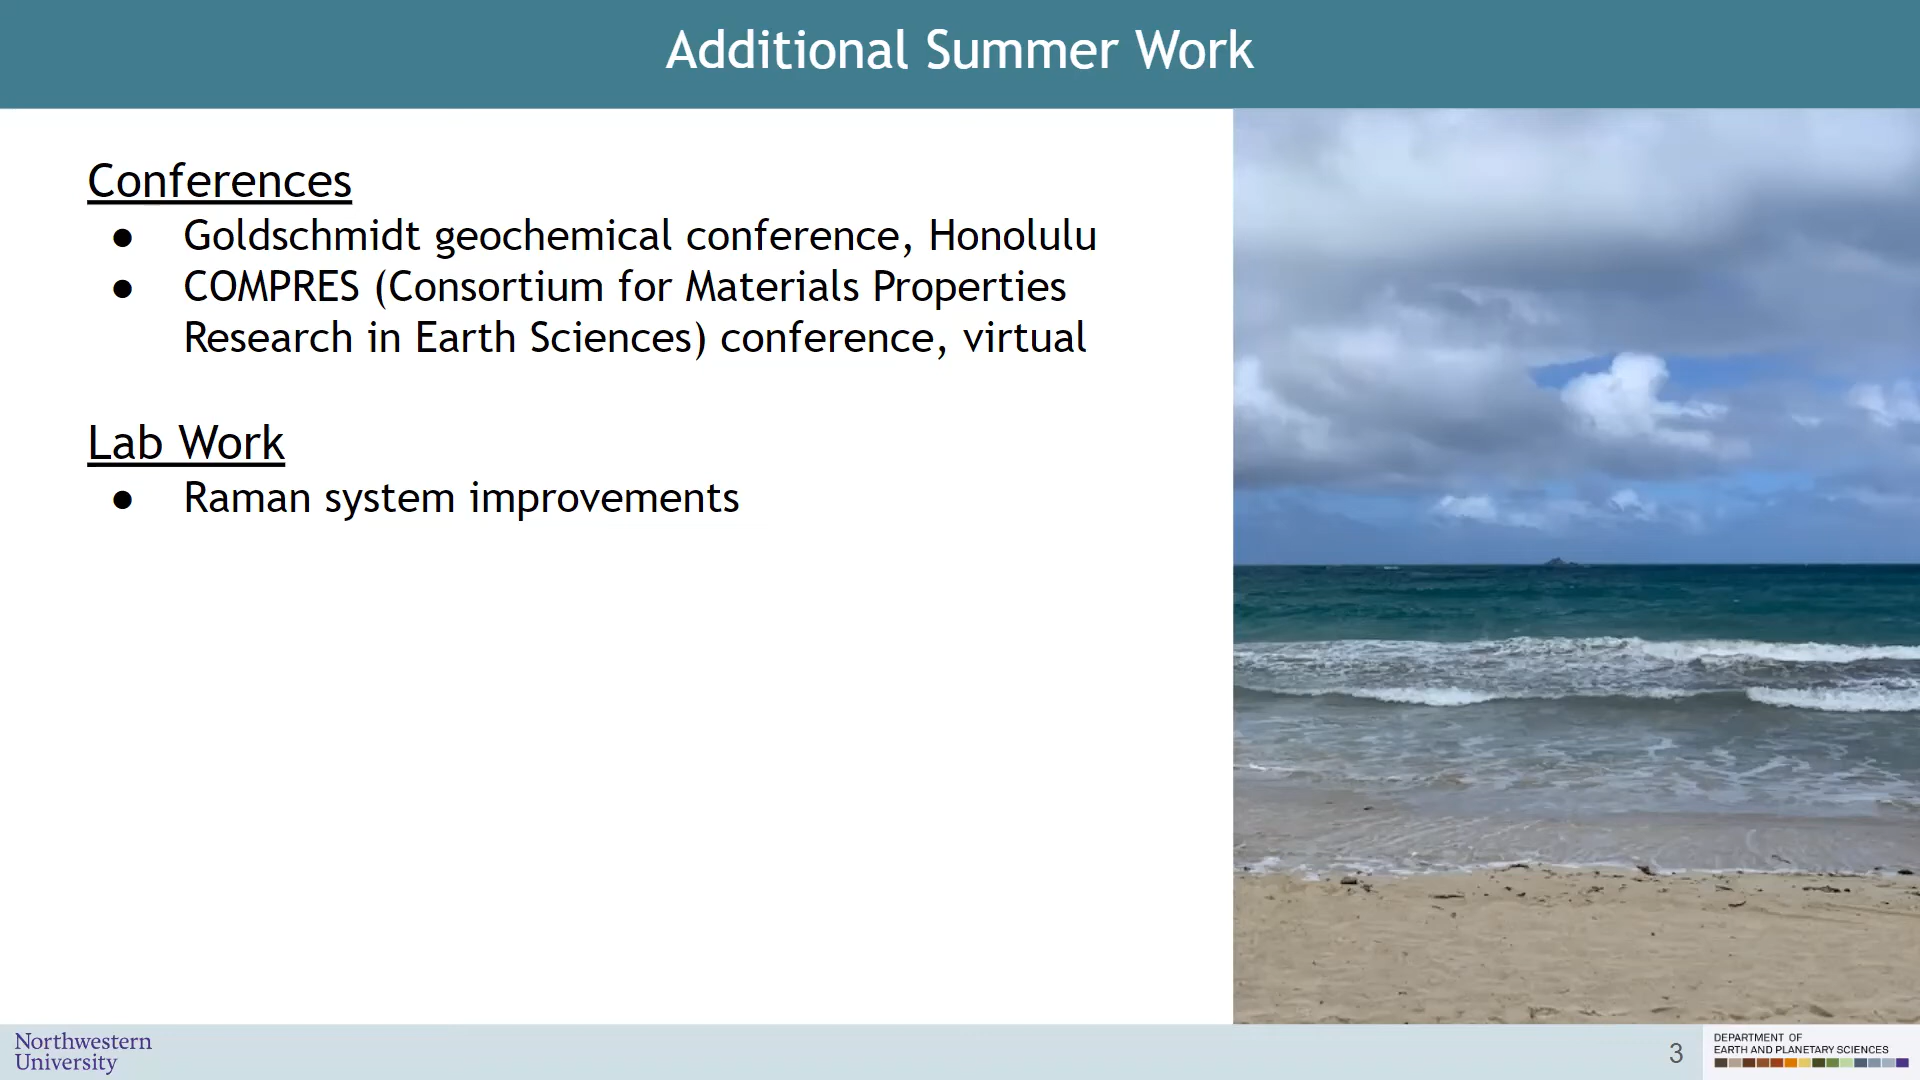 Additional Summer Work
Conferences
● Goldschmidt geochemical conference, Honolulu
● COMPRES (Consortium for Materials Properties
Research in Earth Sciences) conference, virtual
Lab Work
● Raman system improvements
Northwestern
University
3
DEPARTMENT OF
EARTH AND PLANETARY SCIENCES